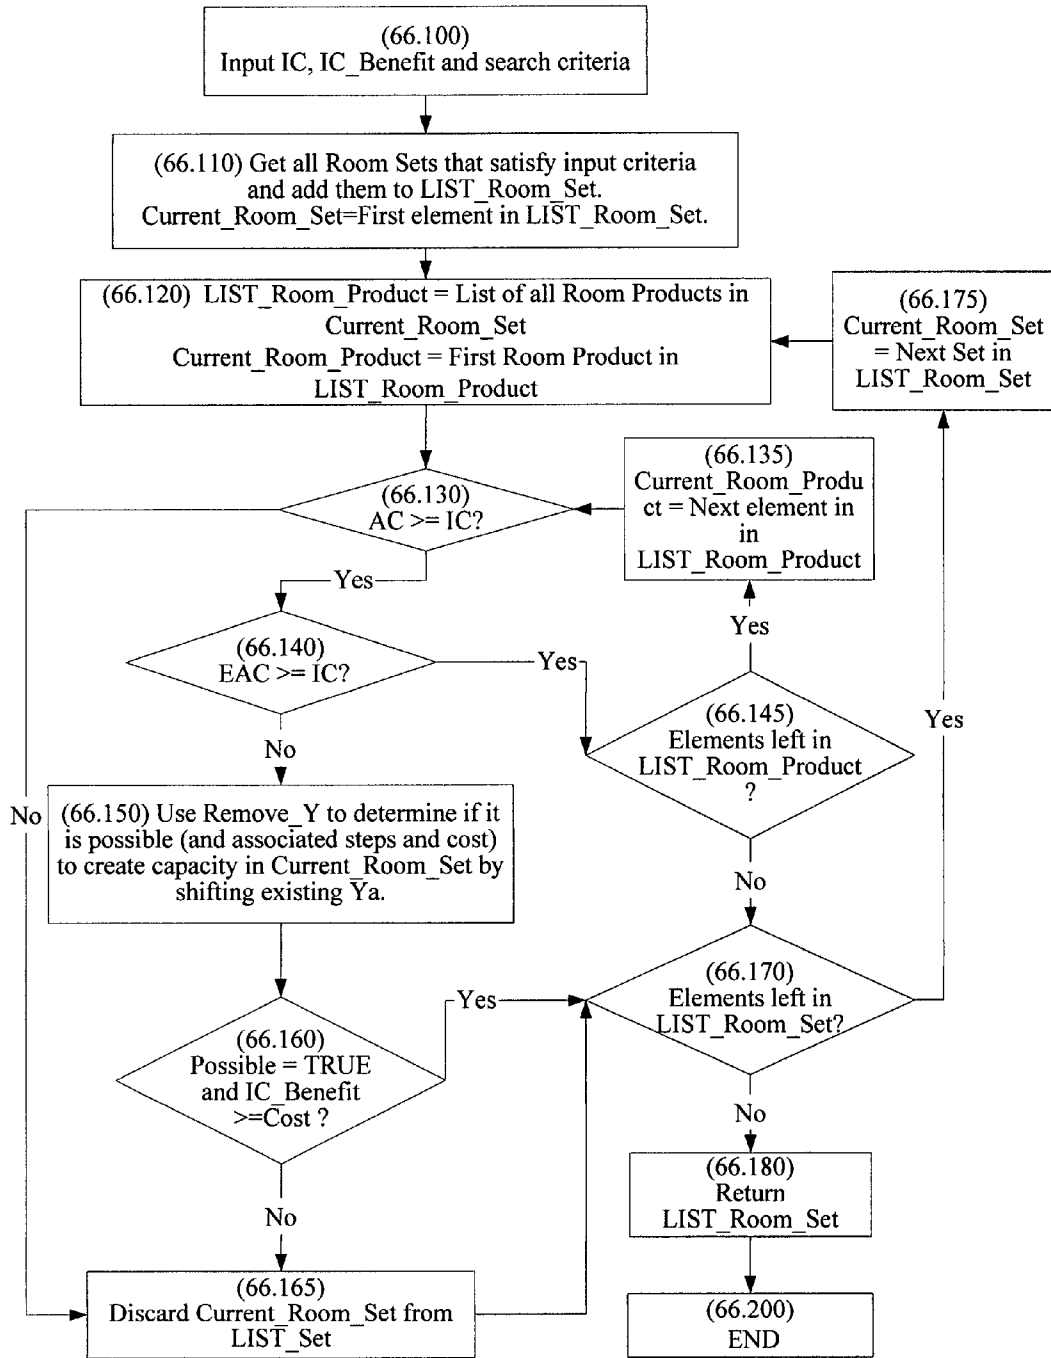 (66.100)
Input IC, IC_Benefit and search criteria
(66.110) Get all Room Sets that satisfy input criteria
and add them to LIST_Room_Set.
Current_Room_Set=First element in LIST_Room_Set.
(66.120) LIST_Room_Product = List of all Room Products in
Current_Room_Set
Current_Room_Product = First Room Product in
LIST_Room_Product
(66.175)
Current_Room_Set
= Next Set in
LIST_Room_Set
(66.130)
AC >= IC?
(66.135)
Current_Room_Produ
ct = Next element in
in
LIST_Room_Product
Yes
(66.140)
EAC >= IC?
Yes
Yes
(66.145)
Elements left in
LIST_Room_Product
?
Yes
No
No
(66.150) Use Remove_Y to determine if it
is possible (and associated steps and cost)
to create capacity in Current_Room_Set by
shifting existing Ya.
No
(66.160)
Possible = TRUE
and IC_Benefit
>=Cost ?
Yes
(66.170)
Elements left in
LIST_Room_Set?
No
No
(66.165)
Discard Current_Room_Set from
LIST_Set
(66.180)
Return
LIST_Room_Set
(66.200)
END